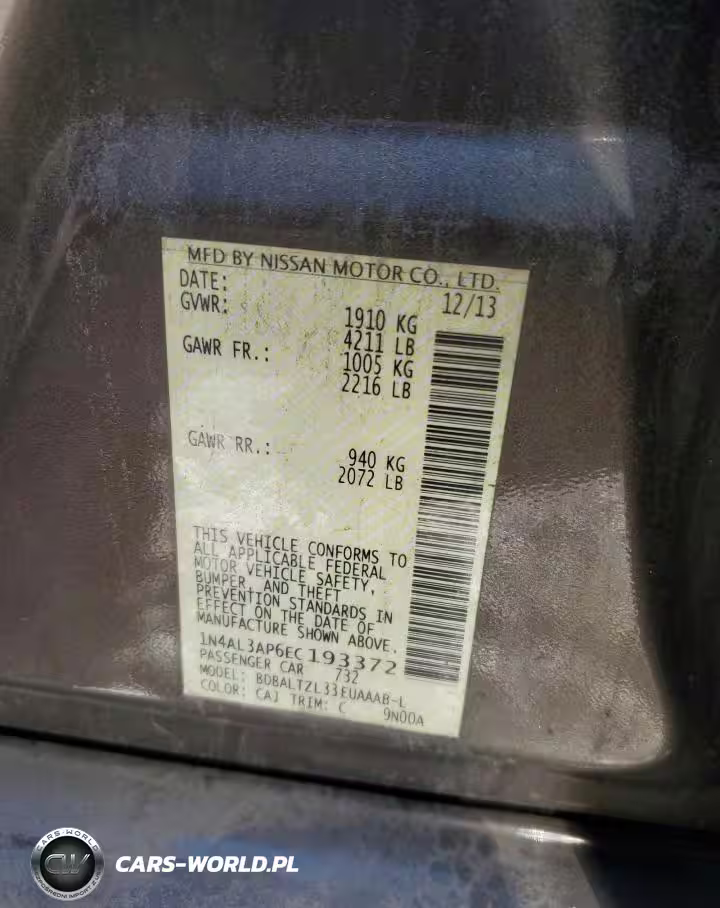 MFD BY NISSAN MOTOR CO., LTD.
DATE: 12/13
GVWR: 1910 KG
4211 LB
GAWR FR.: 1005 KG
2216 LB
GAWR RR.: 940 KG
2072 LB
THIS VEHICLE CONFORMS TO
ALL APPLICABLE FEDERAL
MOTOR VEHICLE SAFETY,
BUMPER, AND THEFT
PREVENTION STANDARDS IN
EFFECT ON THE DATE OF
MANUFACTURE SHOWN ABOVE.
1N4AL3AP6EC193372
PASSENGER CAR 732
MODEL: BDBALTZL33EUAAAB-L
COLOR: CAJ TRIM: C 9N00A
CARS-WORLD
CW
CARS-WORLD.PL